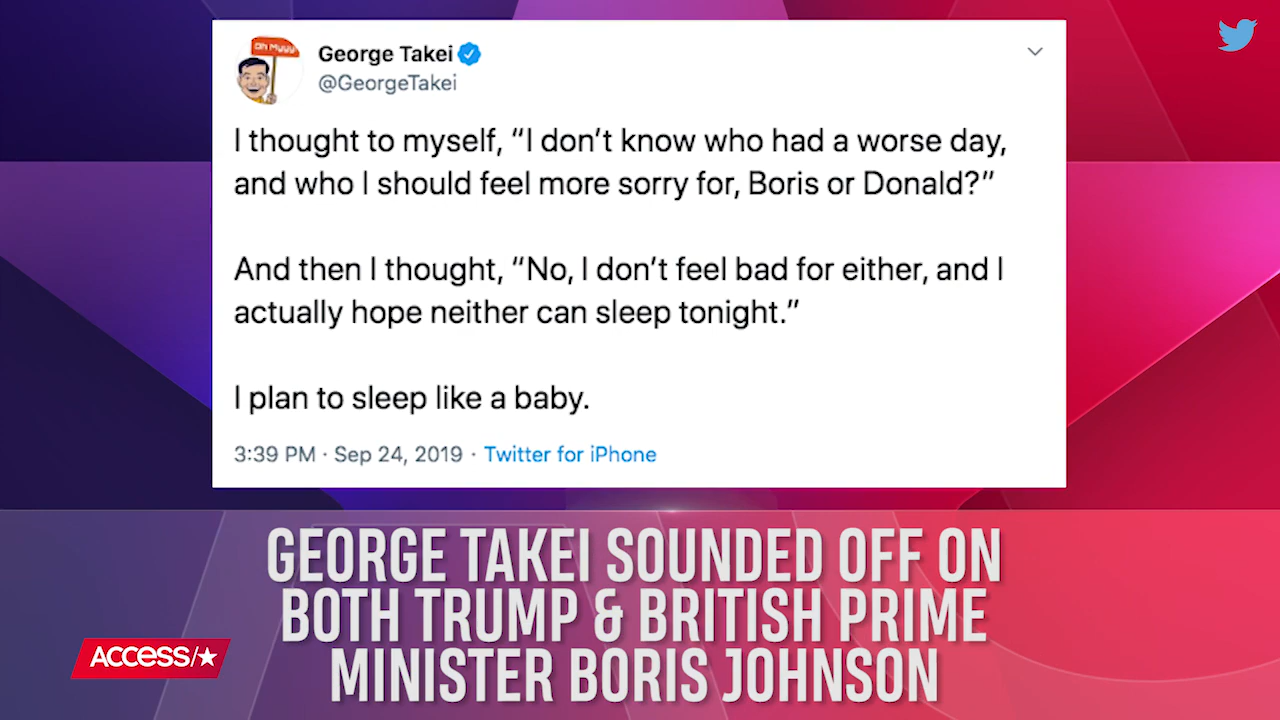 Oh Myyy
George Takei
@GeorgeTakei
I thought to myself, “I don’t know who had a worse day,
and who I should feel more sorry for, Boris or Donald?”
And then I thought, “No, I don’t feel bad for either, and I
actually hope neither can sleep tonight.”
I plan to sleep like a baby.
3:39 PM · Sep 24, 2019 · Twitter for iPhone
GEORGE TAKEI SOUNDED OFF ON
BOTH TRUMP & BRITISH PRIME
MINISTER BORIS JOHNSON
ACCESS/★